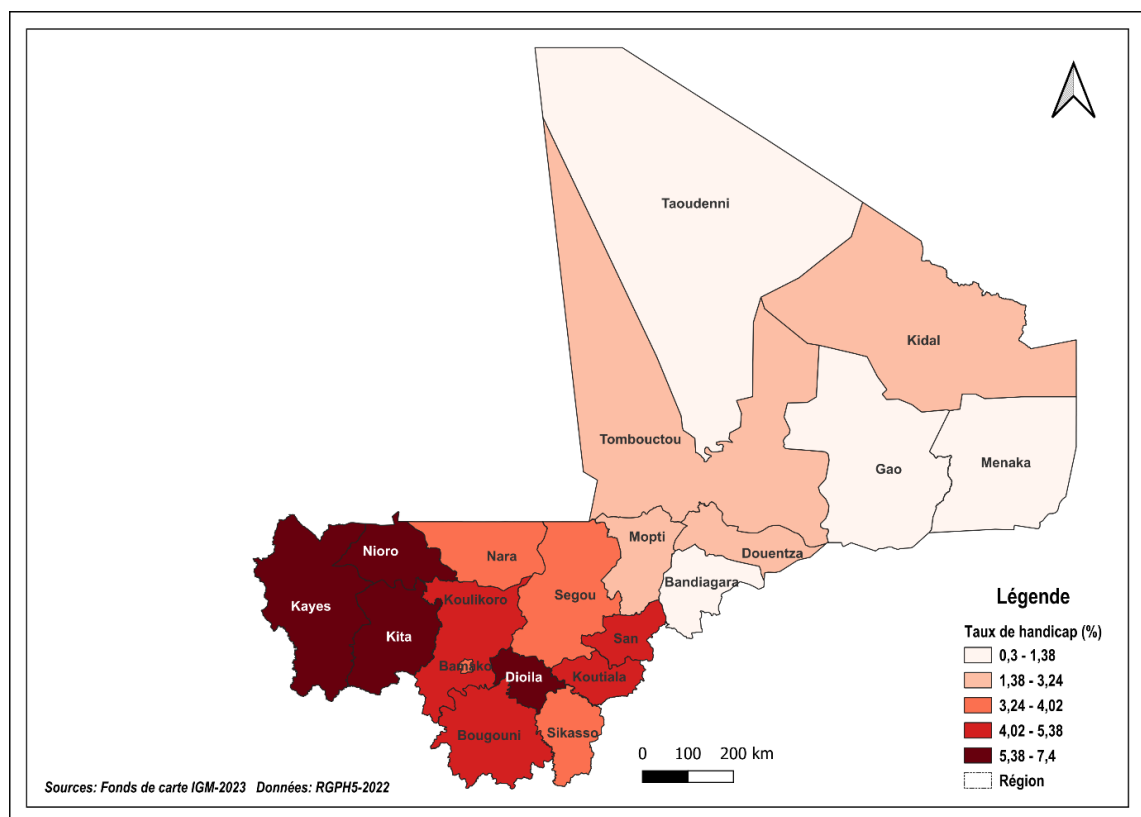 Taoudenni
Kidal
Tombouctou
Gao
Menaka
Mopti
Douentza
Nioro
Nara
Bandiagara
Segou
Koulikoro
Kayes
Kita
San
Bamako
Dioila
Koutiala
Bougouni
Sikasso
Légende
Taux de handicap (%)
0,3 - 1,38
1,38 - 3,24
3,24 - 4,02
4,02 - 5,38
5,38 - 7,4
Région
0 100 200 km
Sources: Fonds de carte IGM-2023 Données: RGPH5-2022